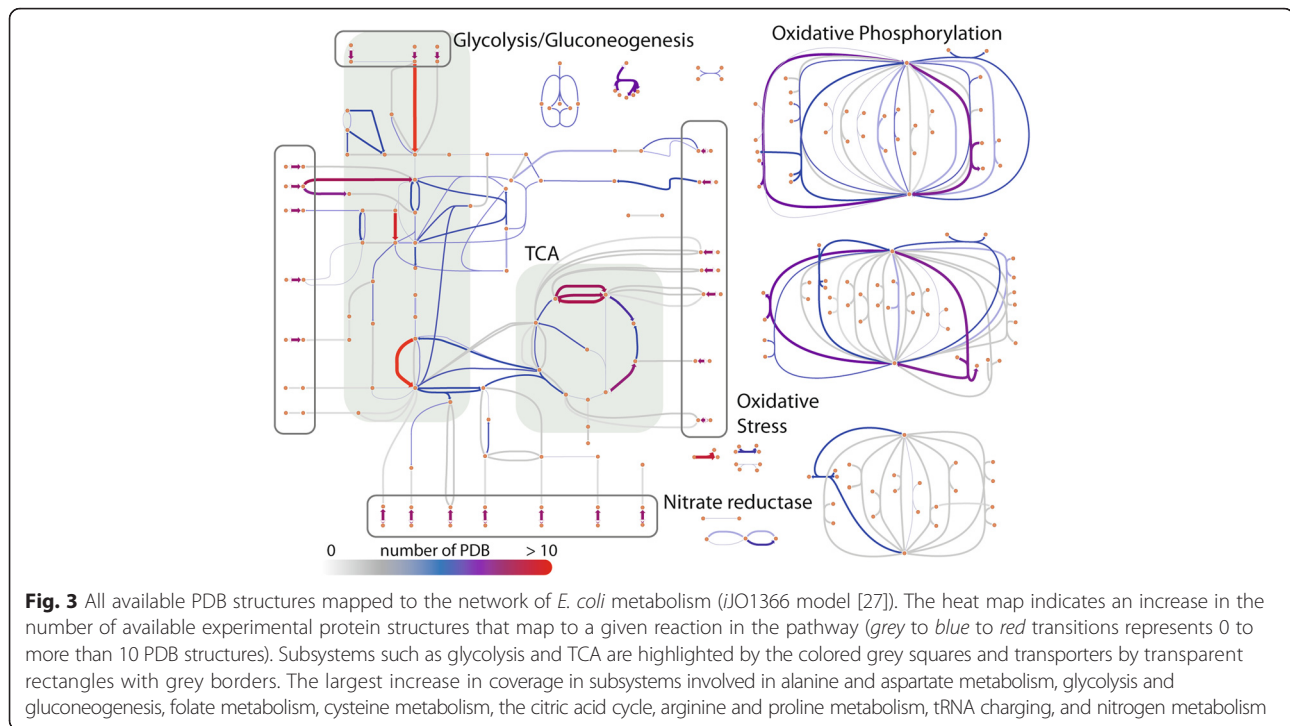 Glycolysis/Gluconeogenesis
Oxidative Phosphorylation
TCA
Oxidative
Stress
Nitrate reductase
0 number of PDB > 10
Fig. 3 All available PDB structures mapped to the network of E. coli metabolism (iJO1366 model [27]). The heat map indicates an increase in the
number of available experimental protein structures that map to a given reaction in the pathway (grey to blue to red transitions represents 0 to
more than 10 PDB structures). Subsystems such as glycolysis and TCA are highlighted by the colored grey squares and transporters by transparent
rectangles with grey borders. The largest increase in coverage in subsystems involved in alanine and aspartate metabolism, glycolysis and
gluconeogenesis, folate metabolism, cysteine metabolism, the citric acid cycle, arginine and proline metabolism, tRNA charging, and nitrogen metabolism